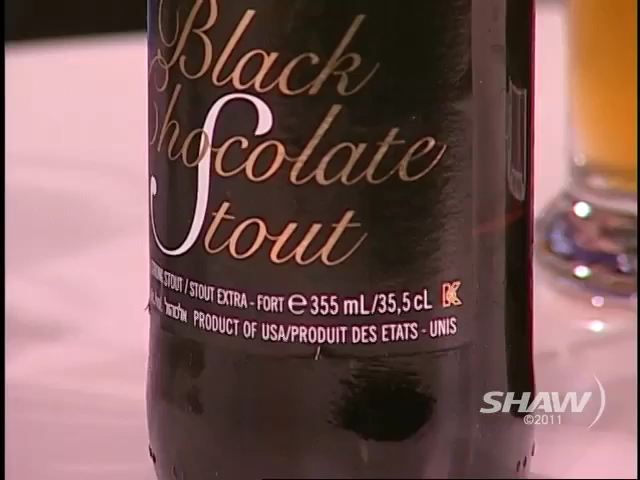 Black
Chocolate
Stout
STOUT / STOUT EXTRA - FORT ℮ 355 mL/35,5 cL
אלכוהול PRODUCT OF USA/PRODUIT DES ETATS - UNIS
SHAW)
©2011